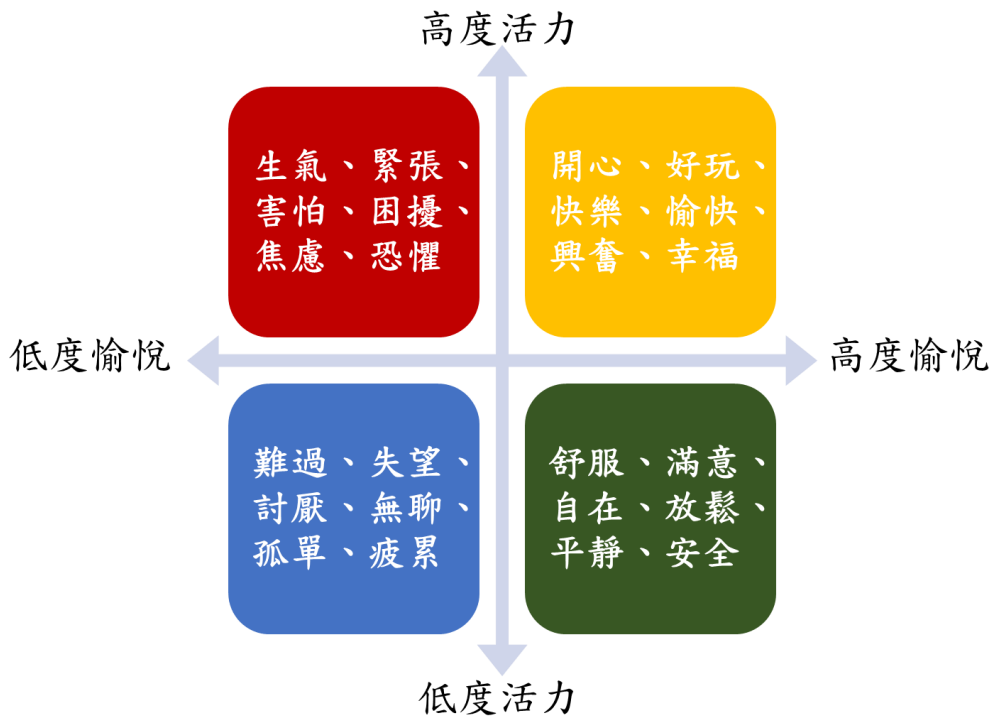 高度活力
生氣、緊張、
害怕、困擾、
焦慮、恐懼
開心、好玩、
快樂、愉快、
興奮、幸福
低度愉悅
高度愉悅
難過、失望、
討厭、無聊、
孤單、疲累
舒服、滿意、
自在、放鬆、
平靜、安全
低度活力